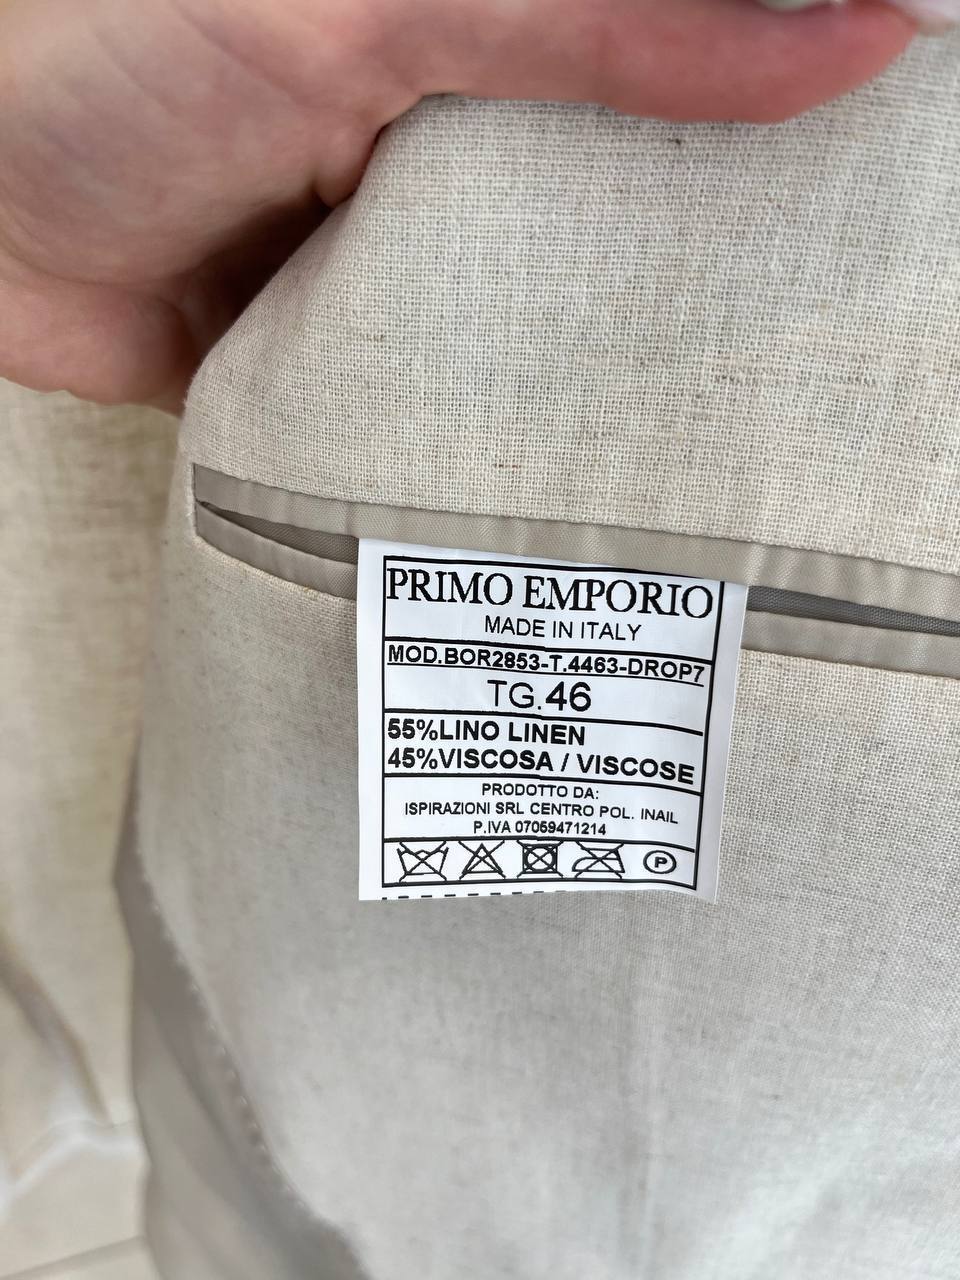 PRIMO EMPORIO
MADE IN ITALY
MOD.BOR2853-T.4463-DROP7
TG.46
55%LINO LINEN
45%VISCOSA / VISCOSE
PRODOTTO DA:
ISPIRAZIONI SRL CENTRO POL. INAIL
P.IVA 07059471214
P